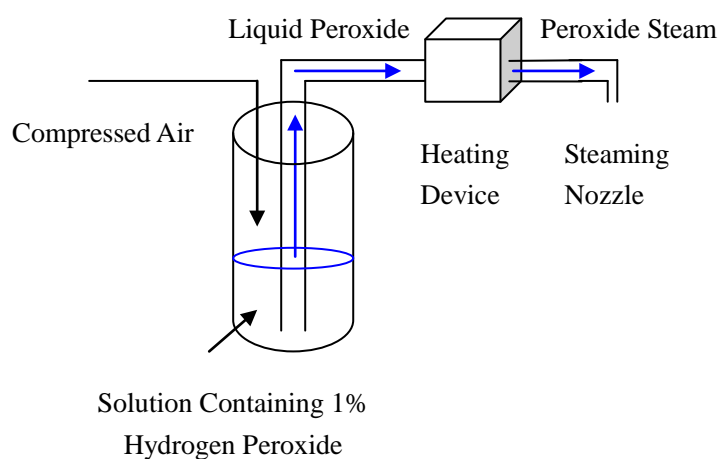 Liquid Peroxide
Peroxide Steam
Compressed Air
Heating
Device
Steaming
Nozzle
Solution Containing 1%
Hydrogen Peroxide